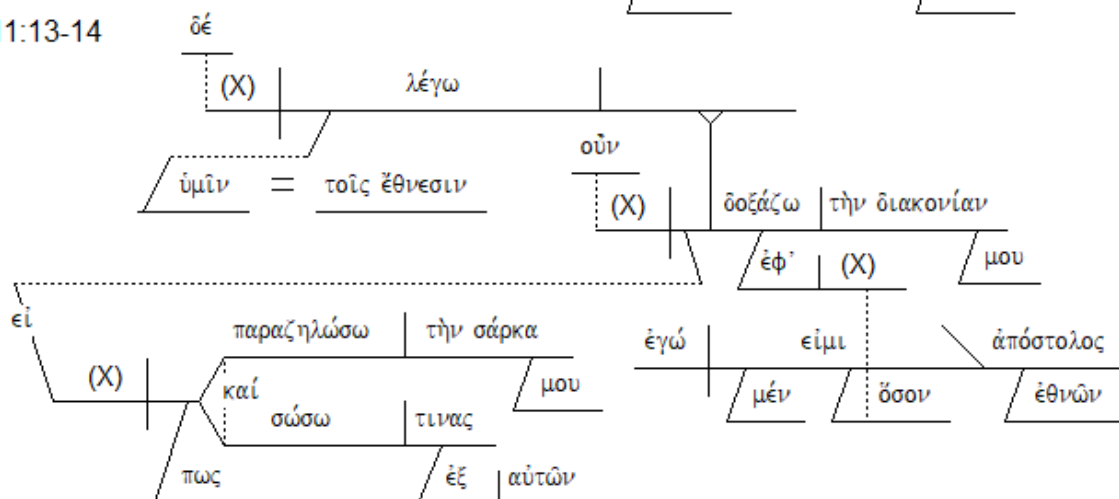 11:13-14
δέ
(X) λέγω
οὖν
ὑμῖν = τοῖς ἔθνεσιν
(X) δοξάζω τὴν διακονίαν
ἐφ’ (X) μου
εἰ
παραζηλώσω τὴν σάρκα
ἐγώ εἰμι ἀπόστολος
(X) καί μου
μέν ὅσον ἐθνῶν
σώσω τινας
πως ἐξ αὐτῶν